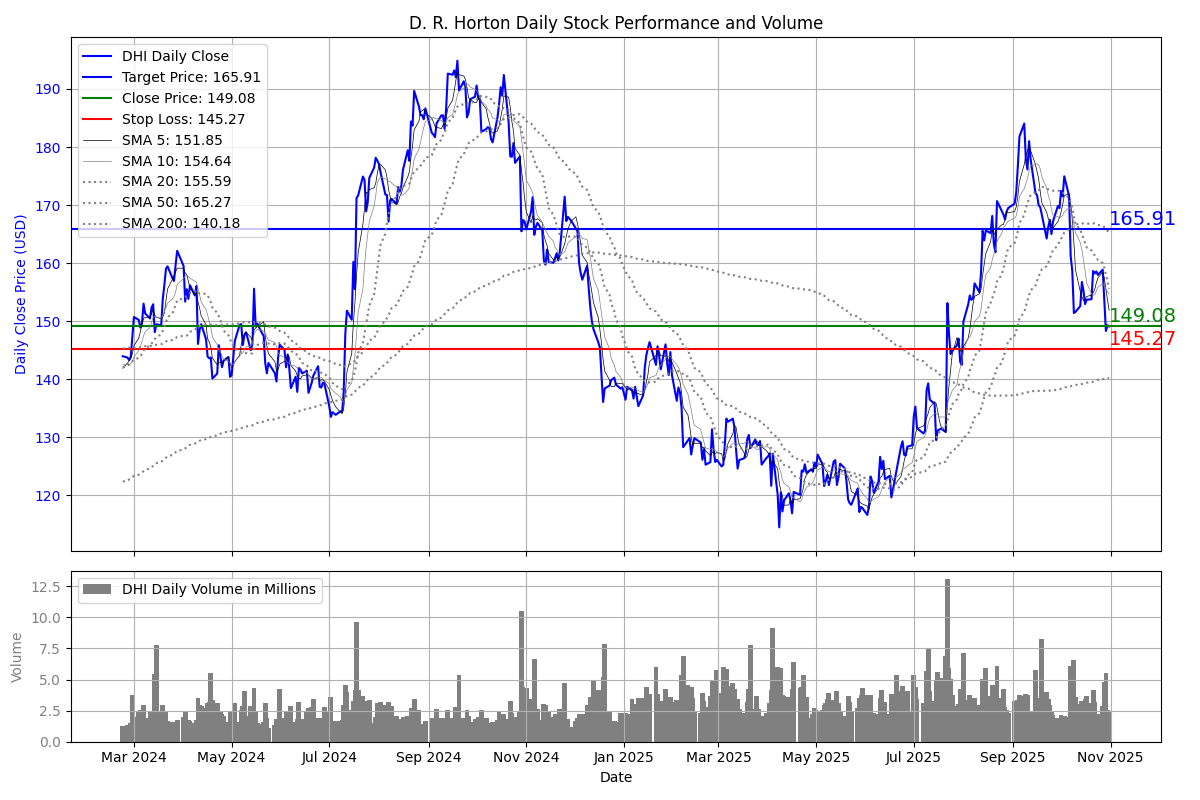 D. R. Horton Daily Stock Performance and Volume
DHI Daily Close
Target Price: 165.91
Close Price: 149.08
Stop Loss: 145.27
SMA 5: 151.85
SMA 10: 154.64
SMA 20: 155.59
SMA 50: 165.27
SMA 200: 140.18
Daily Close Price (USD)
190
180
170
160
150
140
130
120
165.91
149.08
145.27
DHI Daily Volume in Millions
Volume
12.5
10.0
7.5
5.0
2.5
0.0
Mar 2024 May 2024 Jul 2024 Sep 2024 Nov 2024 Jan 2025 Mar 2025 May 2025 Jul 2025 Sep 2025 Nov 2025
Date